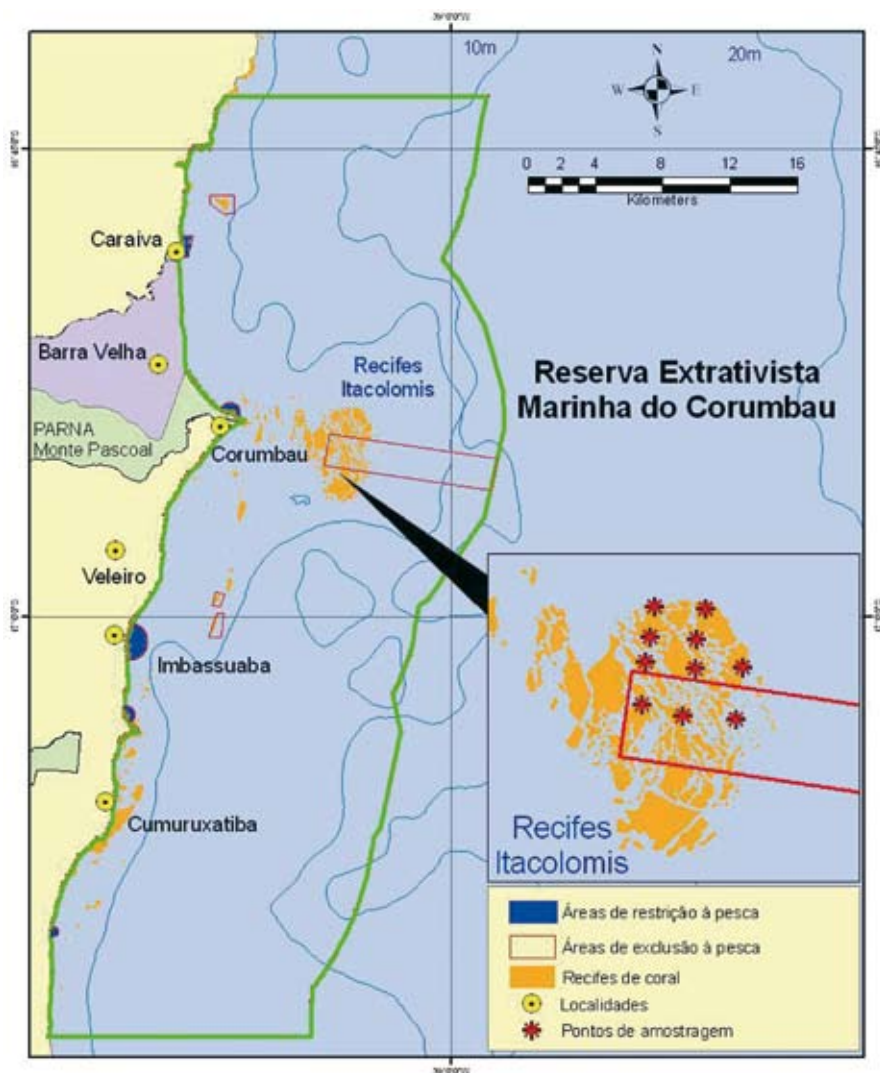 10m
20m
N
W
E
S
0 2 4 8 12 16
Kilometers
Caraíva
Barra Velha
Recifes
Itacolomis
Reserva Extrativista
Marinha do Corumbau
PARNA
Monte Pascoal
Corumbau
Veleiro
Imbassuaba
Cumuruxatiba
Recifes
Itacolomis
Áreas de restrição à pesca
Áreas de exclusão à pesca
Recifes de coral
Localidades
Pontos de amostragem